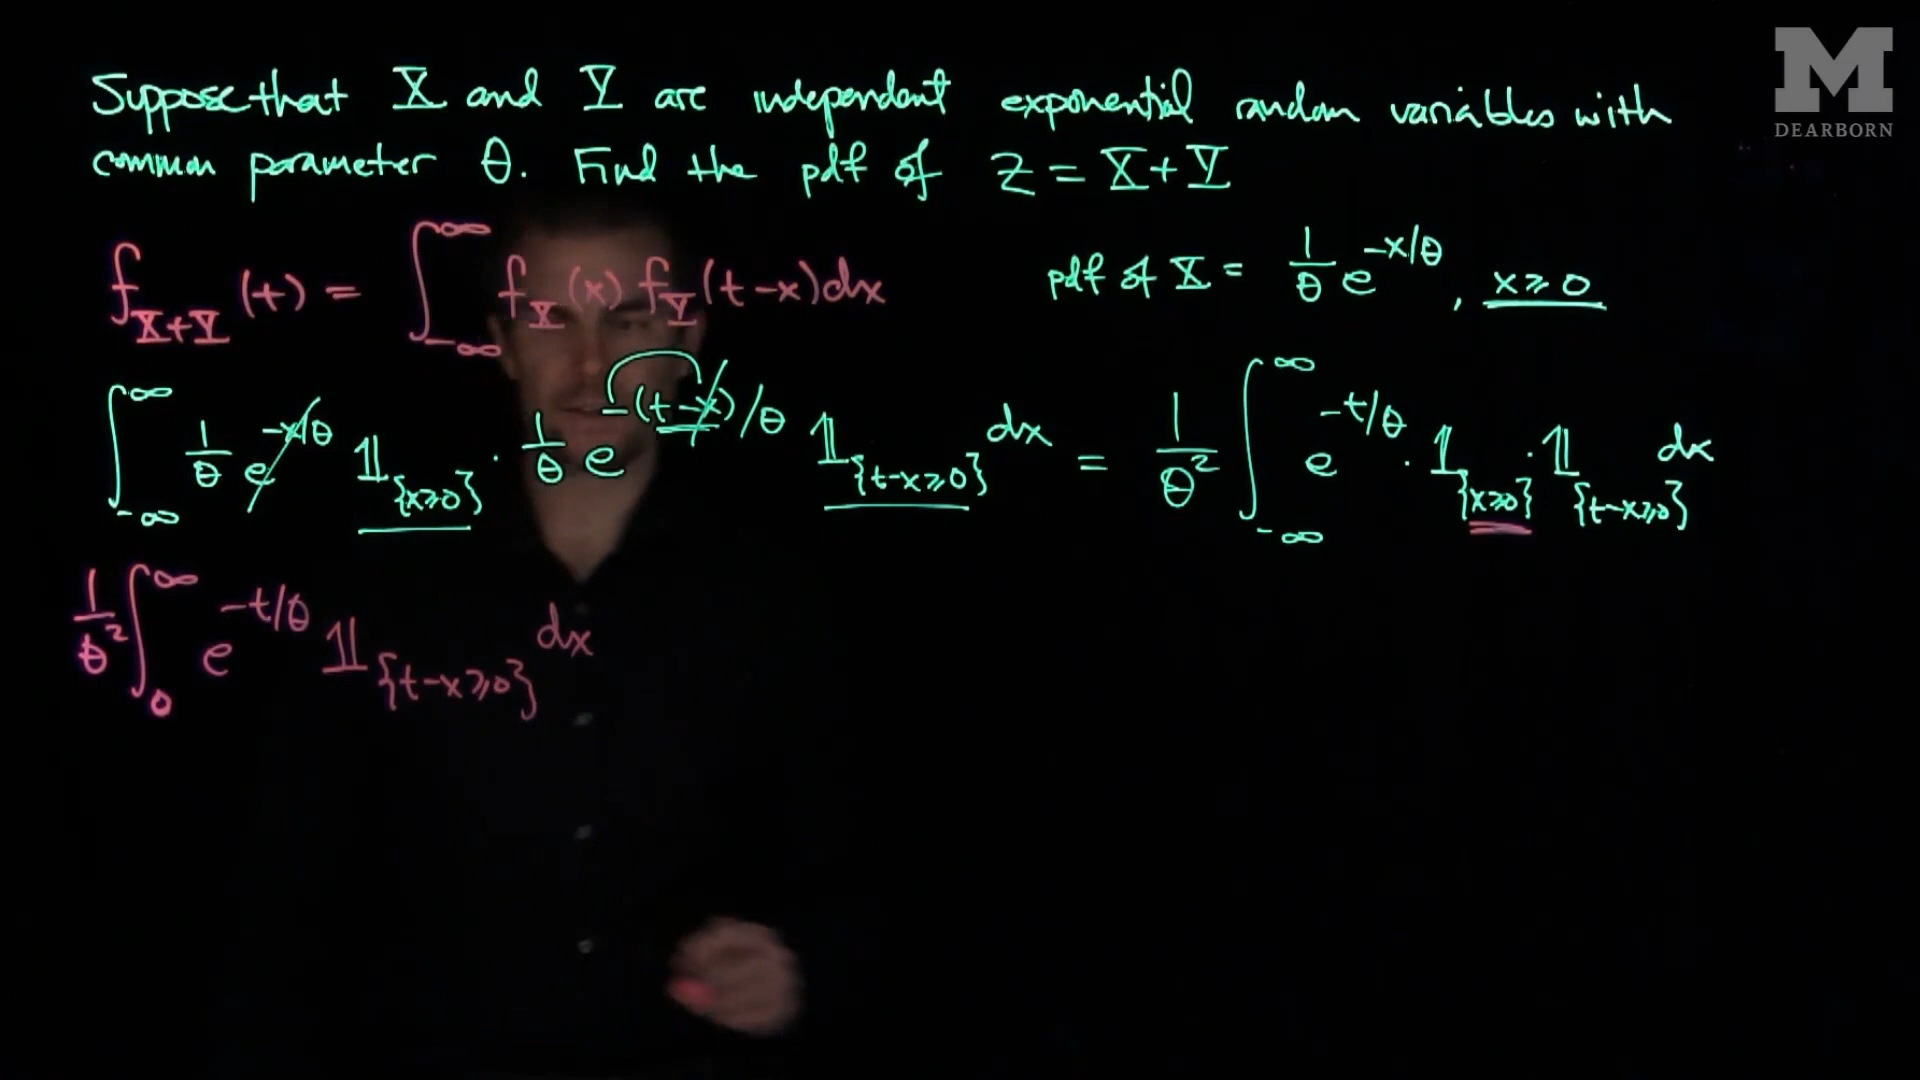 M
DEARBORN
Suppose that X and Y are independent exponential random variables with
common parameter θ. Find the pdf of Z = X+Y
f_{X+Y}(t) = ∫_{-∞}^{∞} f_X(x) f_Y(t-x)dx
pdf of X = 1/θ e^{-x/θ}, x≥0
∫_{-∞}^{∞} 1/θ e^{-x/θ} 𝟙_{{x≥0}} · 1/θ e^{-(t-x)/θ} 𝟙_{{t-x≥0}} dx = 1/θ² ∫_{-∞}^{∞} e^{-t/θ} · 𝟙_{{x≥0}} · 𝟙_{{t-x≥0}} dx
1/θ² ∫_0^∞ e^{-t/θ} 𝟙_{{t-x≥0}} dx